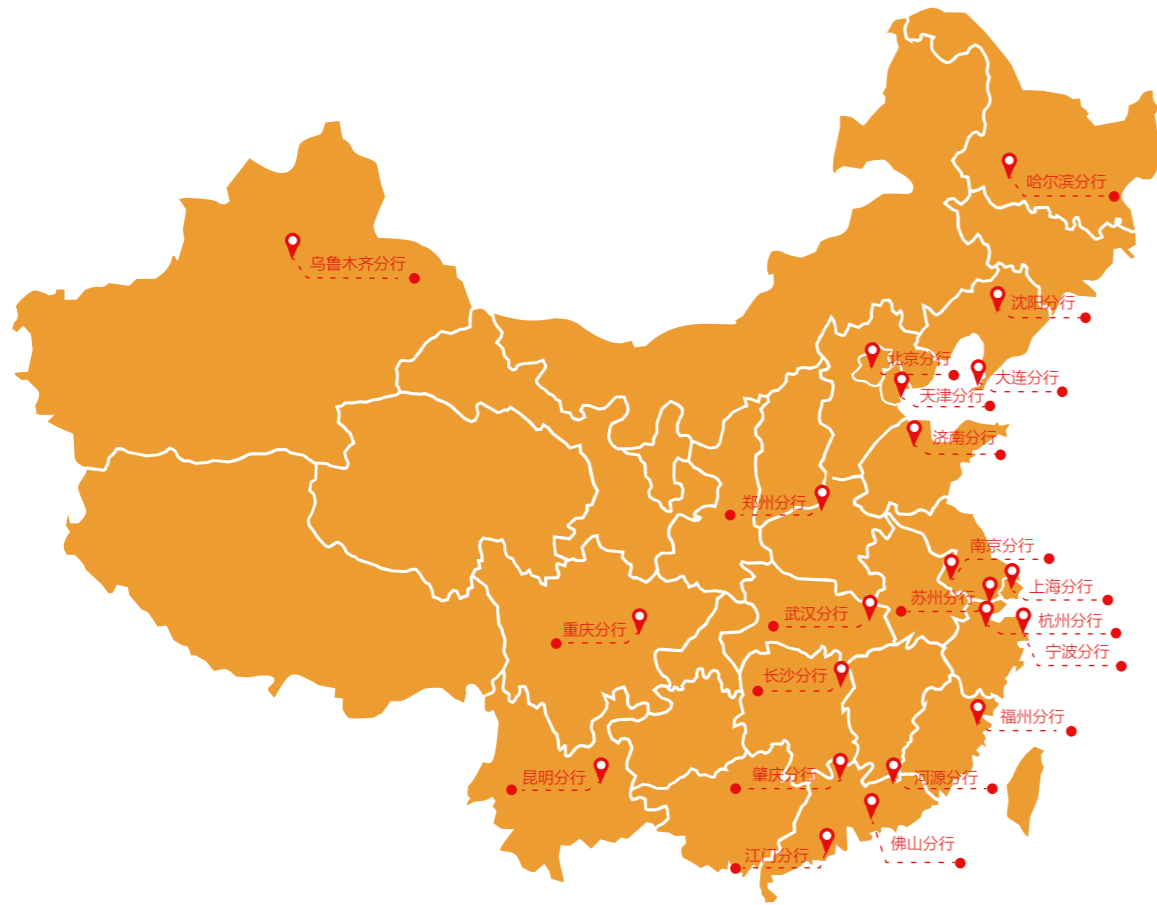 哈尔滨分行
乌鲁木齐分行
沈阳分行
北京分行
大连分行
天津分行
济南分行
郑州分行
南京分行
上海分行
苏州分行
武汉分行
杭州分行
重庆分行
宁波分行
长沙分行
福州分行
昆明分行
肇庆分行
河源分行
佛山分行
江门分行